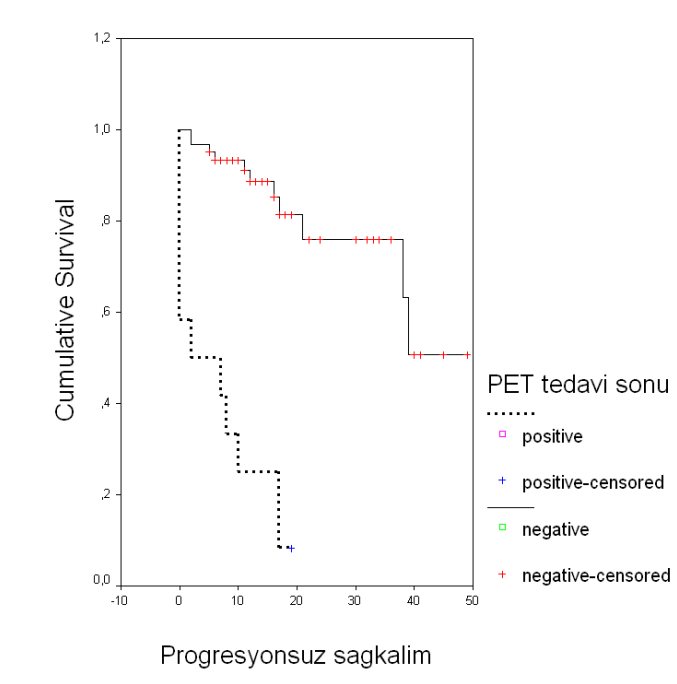 1,2
1,0
,8
,6
,4
,2
0,0
Cumulative Survival
-10 0 10 20 30 40 50
Progresyonsuz sagkalim
PET tedavi sonu
positive
positive-censored
negative
negative-censored